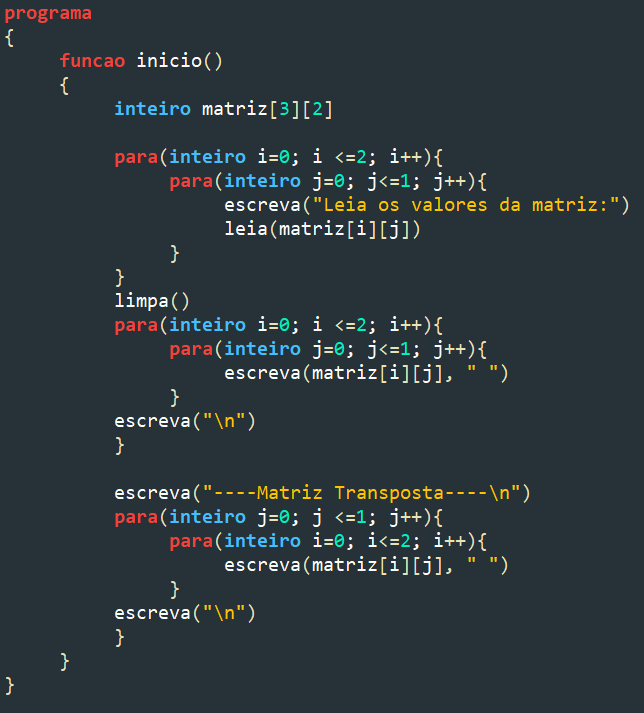 programa
{
     funcao inicio()
     {
          inteiro matriz[3][2]

          para(inteiro i=0; i <=2; i++){
               para(inteiro j=0; j<=1; j++){
                    escreva("Leia os valores da matriz:")
                    leia(matriz[i][j])
               }
          }
          limpa()
          para(inteiro i=0; i <=2; i++){
               para(inteiro j=0; j<=1; j++){
                    escreva(matriz[i][j], " ")
               }
          escreva("\n")
          }

          escreva("----Matriz Transposta----\n")
          para(inteiro j=0; j <=1; j++){
               para(inteiro i=0; i<=2; i++){
                    escreva(matriz[i][j], " ")
               }
          escreva("\n")
          }
     }
}